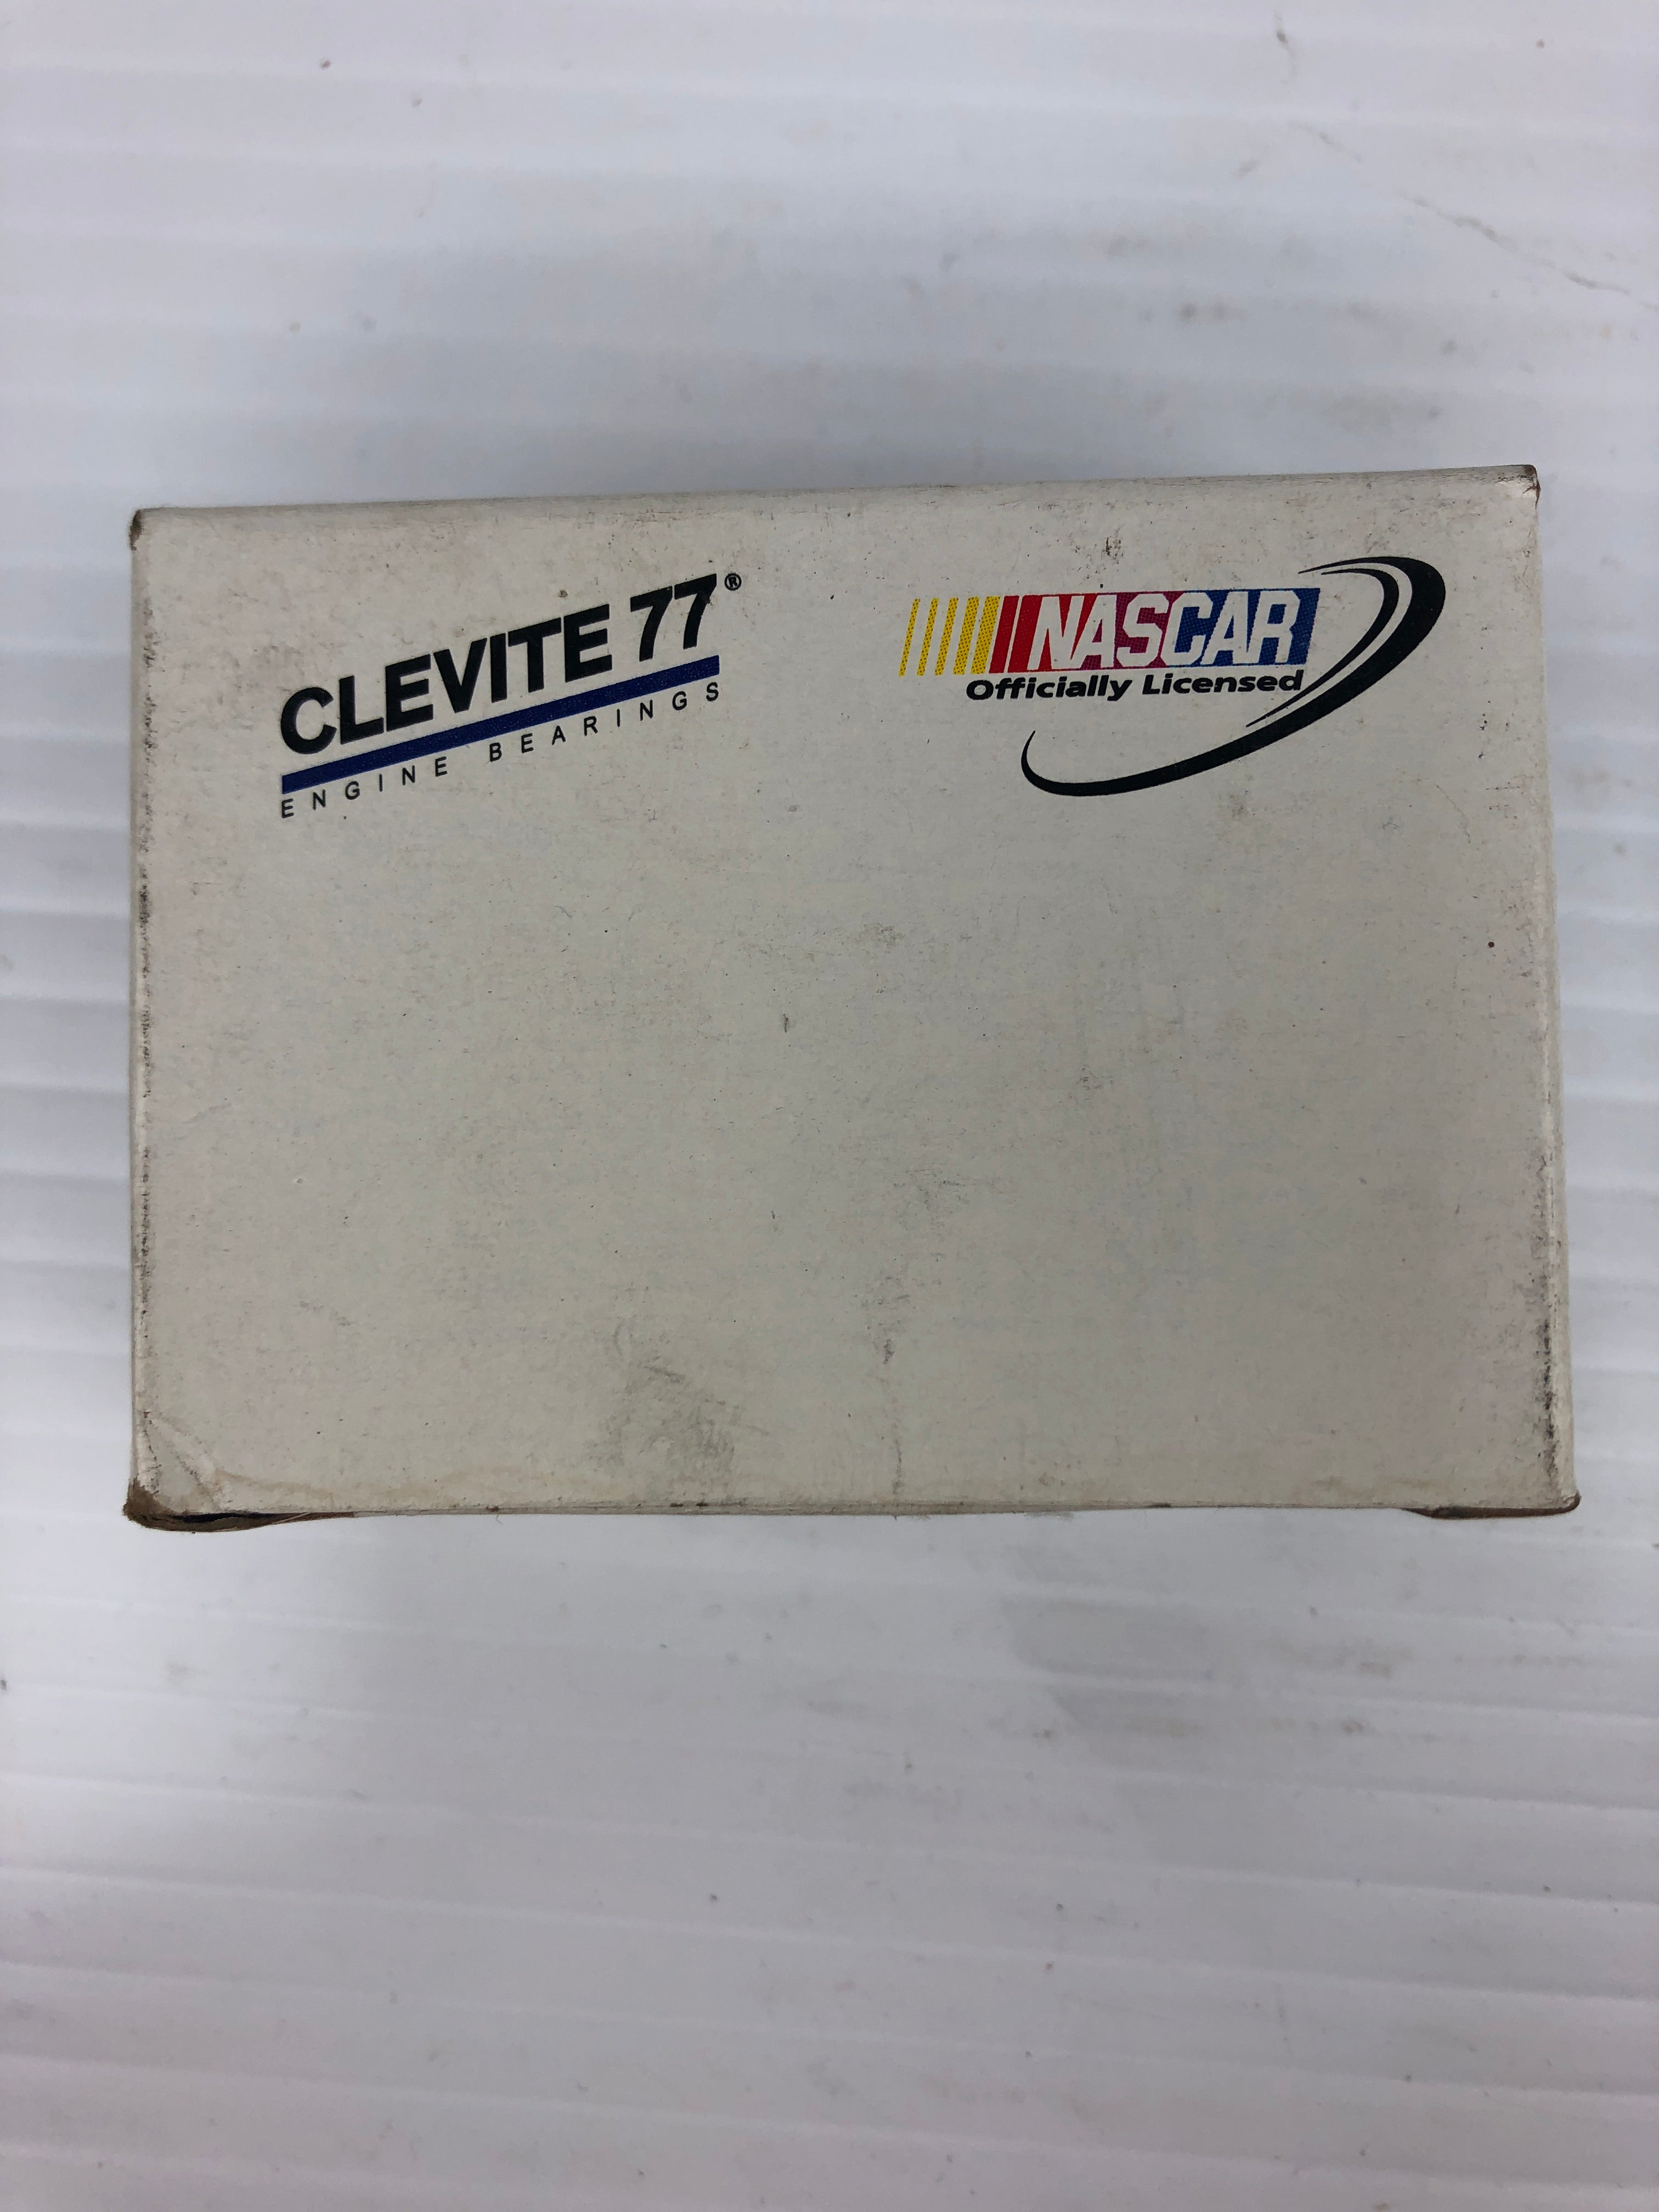 CLEVITE 77®
ENGINE BEARINGS
NASCAR
Officially Licensed